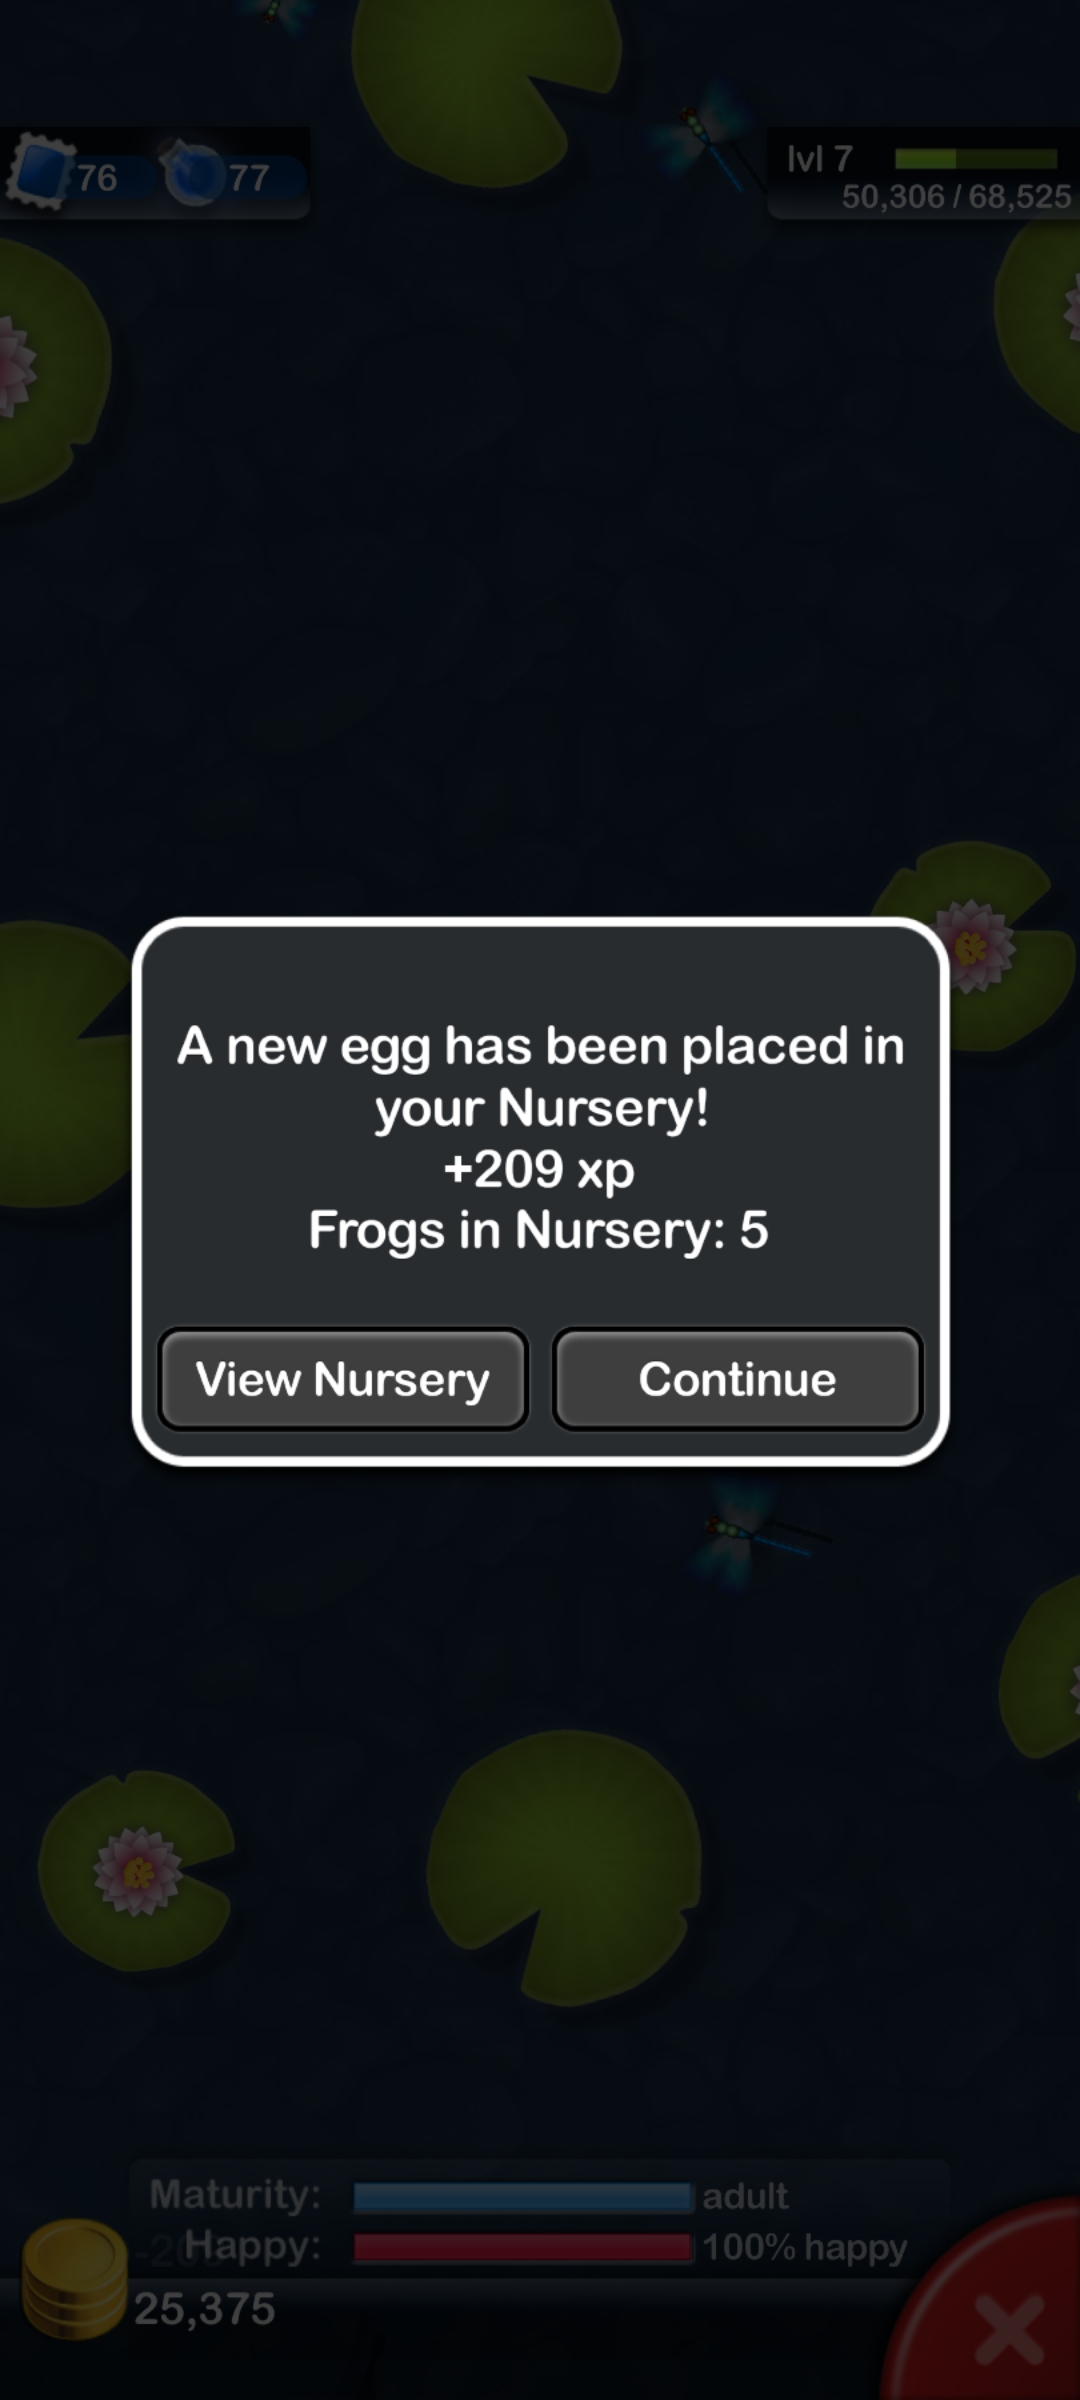 76 77
lvl 7
50,306 / 68,525
A new egg has been placed in
your Nursery!
+209 xp
Frogs in Nursery: 5
View Nursery Continue
Maturity: adult
Happy: 100% happy
25,375